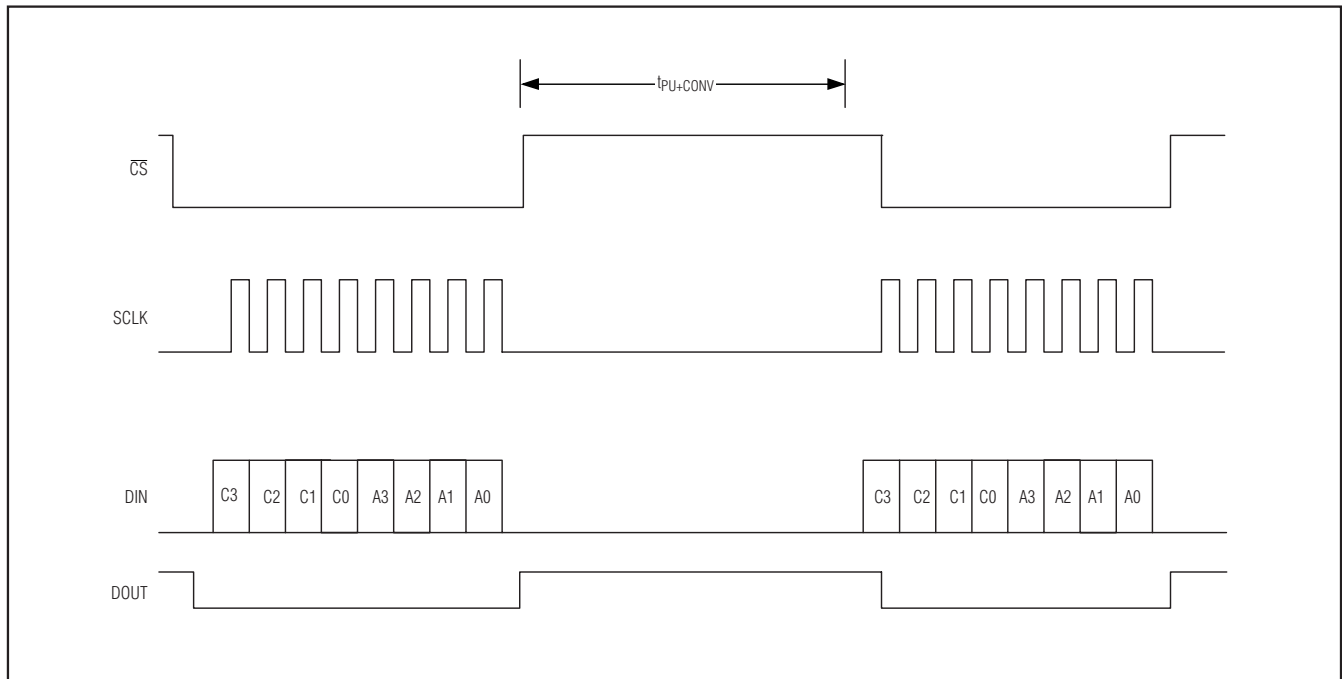 tPU+CONV
C̅S̅
SCLK
DIN C3 C2 C1 C0 A3 A2 A1 A0 C3 C2 C1 C0 A3 A2 A1 A0
DOUT